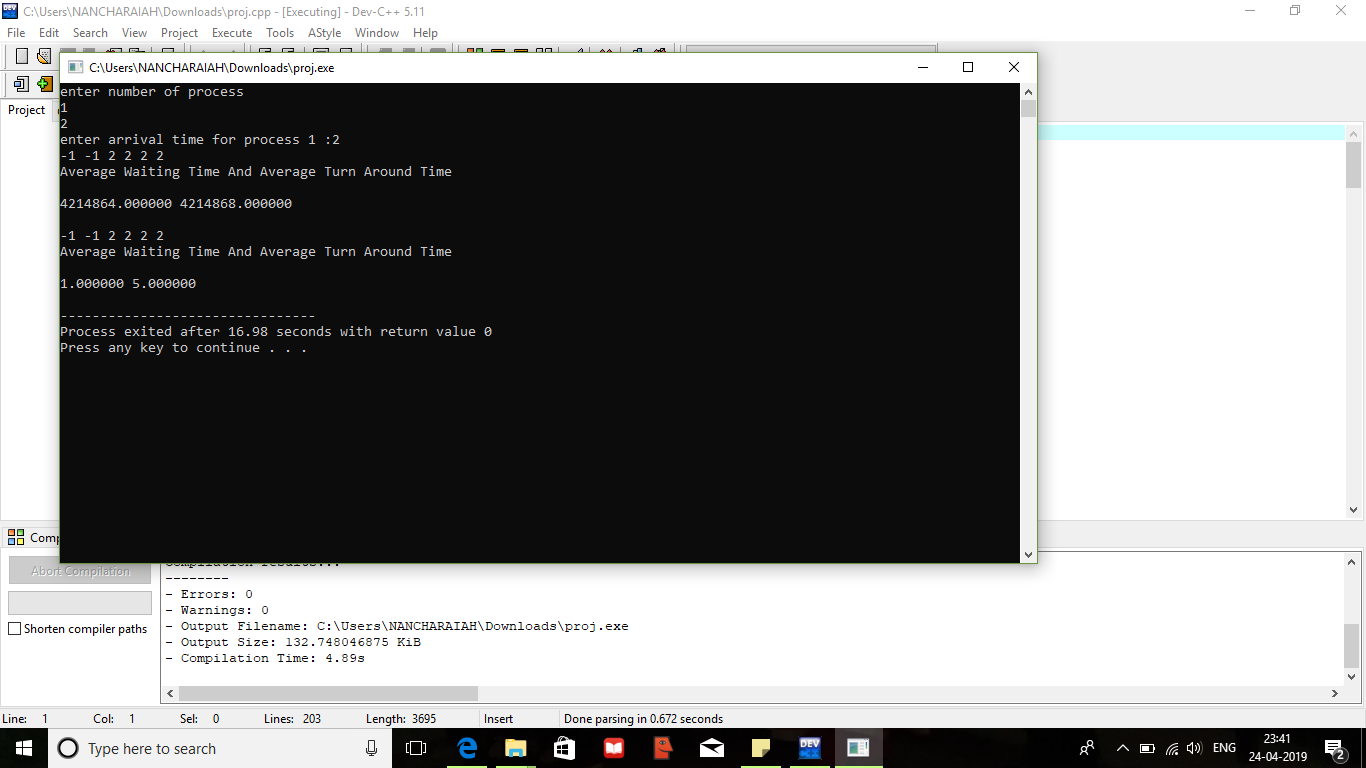 C:\Users\NANCHARAIAH\Downloads\proj.cpp - [Executing] - Dev-C++ 5.11
File Edit Search View Project Execute Tools AStyle Window Help
C:\Users\NANCHARAIAH\Downloads\proj.exe
Project
enter number of process
1
2
enter arrival time for process 1 :2
-1 -1 2 2 2 2
Average Waiting Time And Average Turn Around Time
4214864.000000 4214868.000000
-1 -1 2 2 2 2
Average Waiting Time And Average Turn Around Time
1.000000 5.000000
--------------------------------
Process exited after 16.98 seconds with return value 0
Press any key to continue . . .
Comp
Abort Compilation
Shorten compiler paths
Compilation results...
--------
- Errors: 0
- Warnings: 0
- Output Filename: C:\Users\NANCHARAIAH\Downloads\proj.exe
- Output Size: 132.748046875 KiB
- Compilation Time: 4.89s
Line: 1 Col: 1 Sel: 0 Lines: 203 Length: 3695 Insert Done parsing in 0.672 seconds
Type here to search
DEV
ENG
23:41
24-04-2019
2